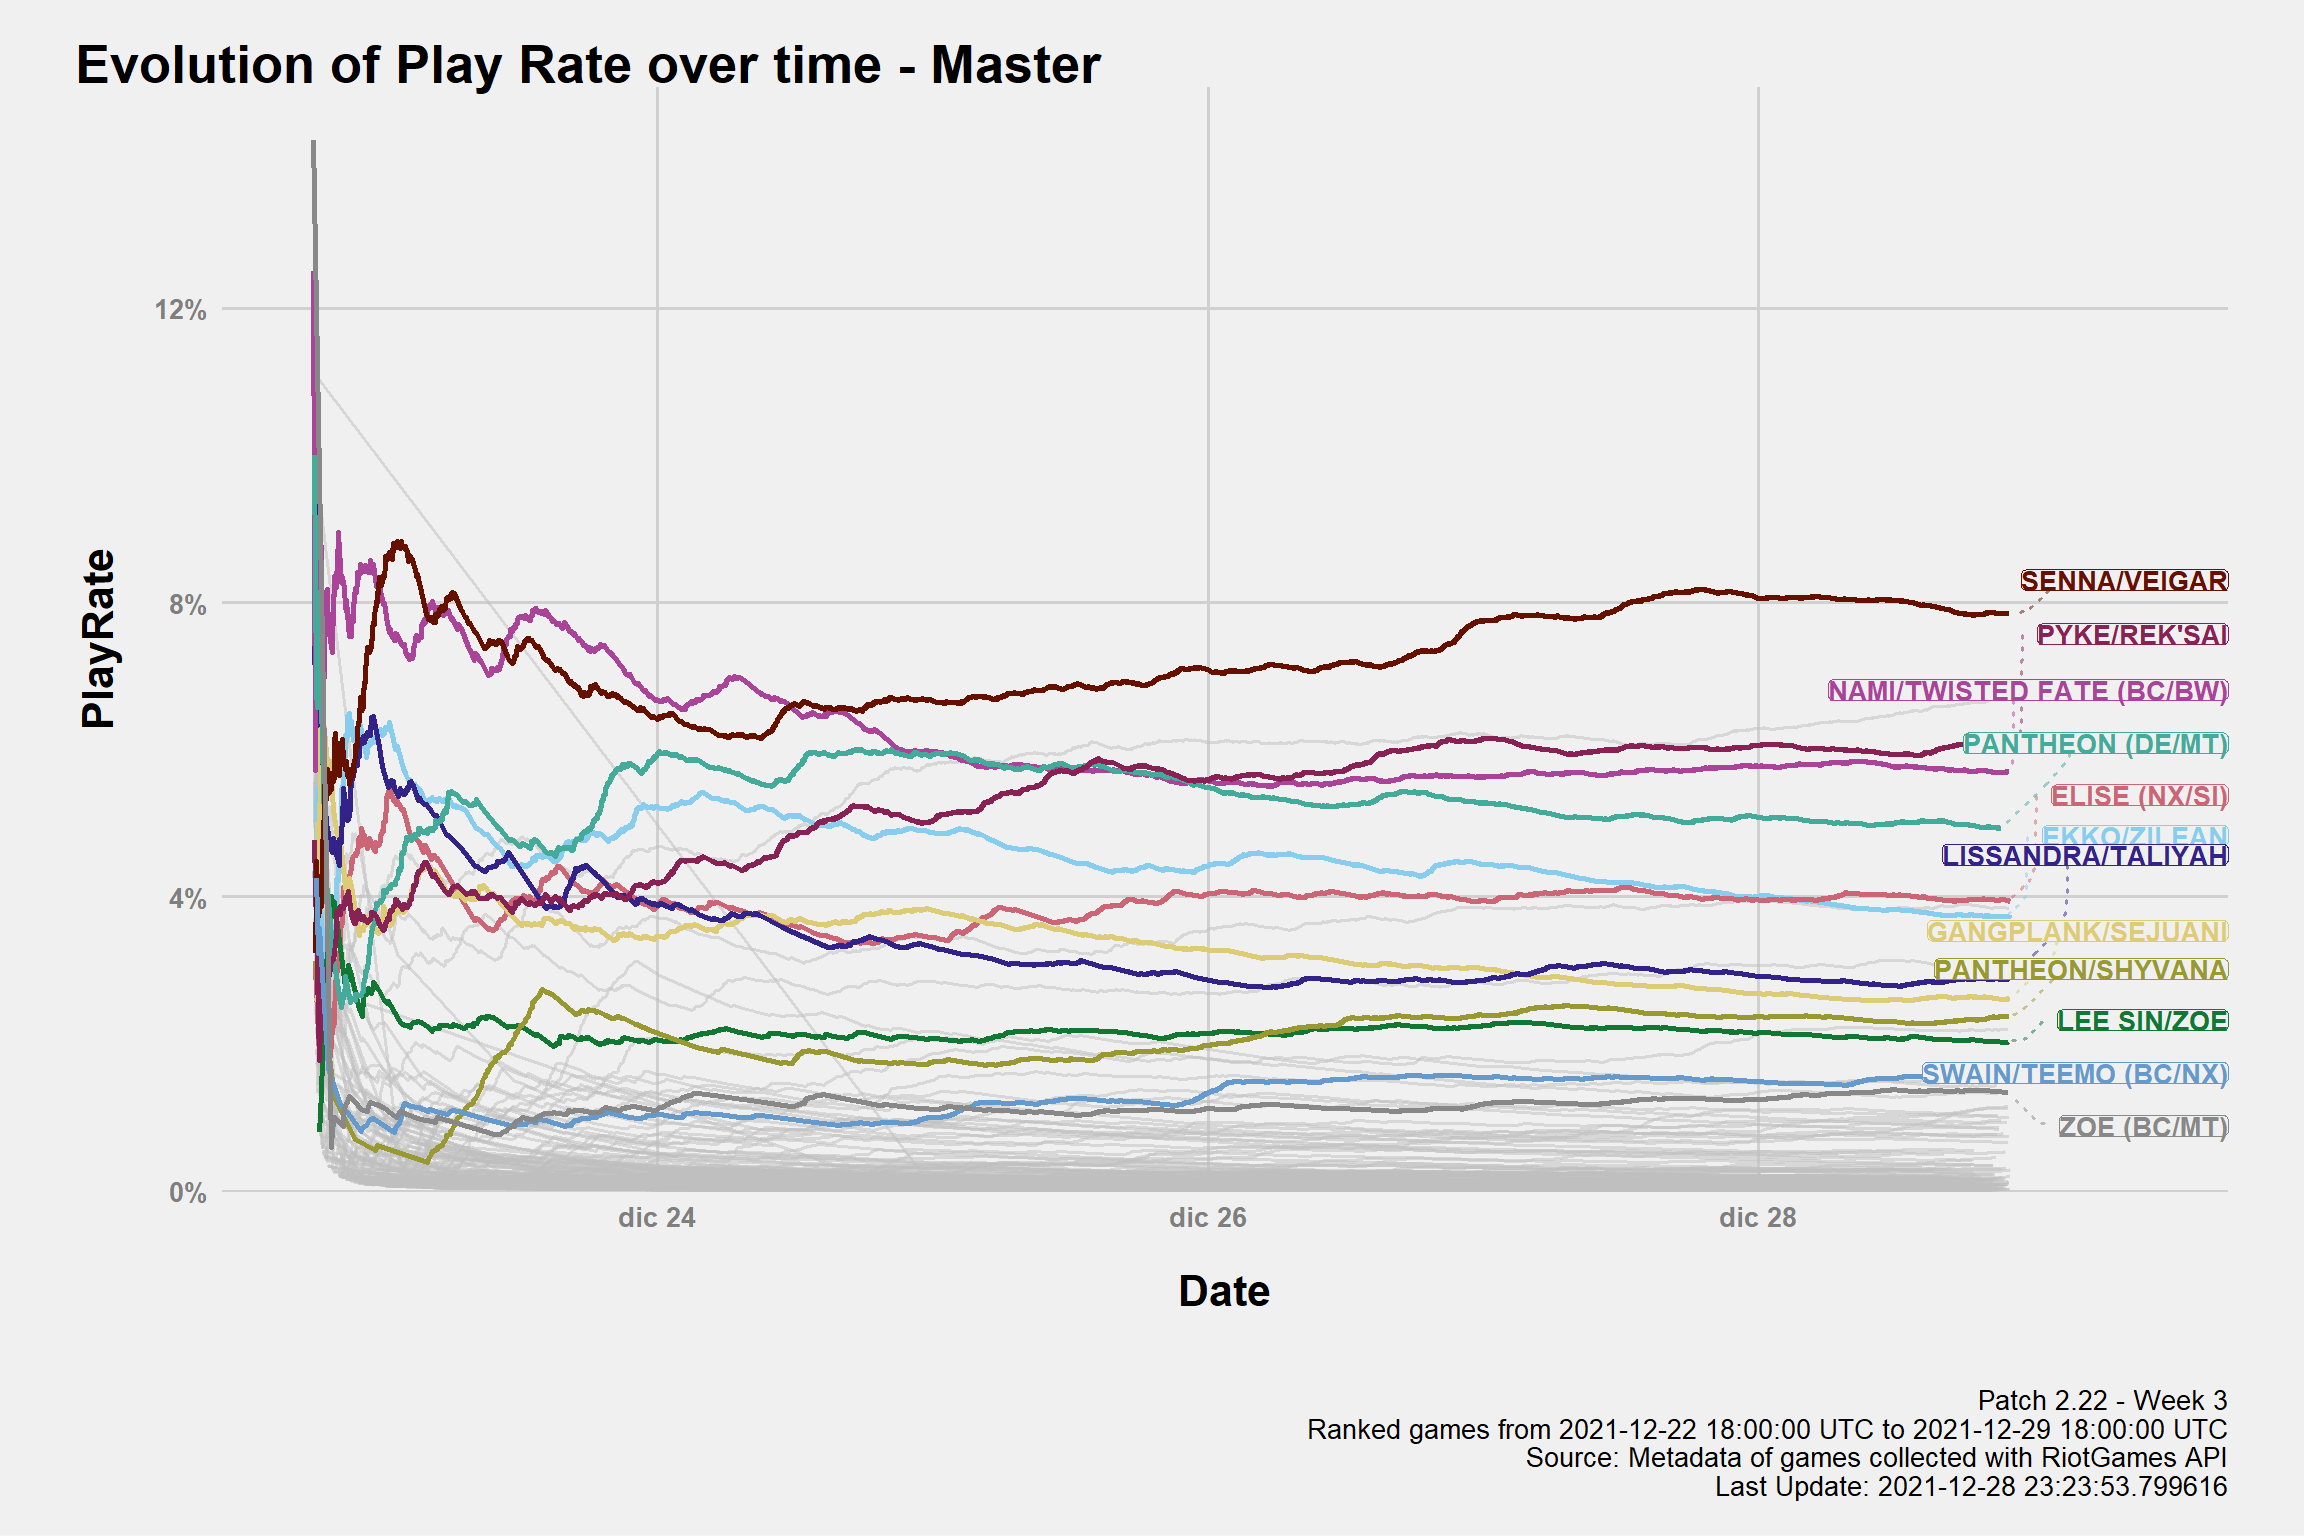 Evolution of Play Rate over time - Master
PlayRate
12%
8%
4%
0%
SENNA/VEIGAR
PYKE/REK'SAI
NAMI/TWISTED FATE (BC/BW)
PANTHEON (DE/MT)
ELISE (NX/SI)
EKKO/ZILEAN
LISSANDRA/TALIYAH
GANGPLANK/SEJUANI
PANTHEON/SHYVANA
LEE SIN/ZOE
SWAIN/TEEMO (BC/NX)
ZOE (BC/MT)
dic 24
dic 26
dic 28
Date
Patch 2.22 - Week 3
Ranked games from 2021-12-22 18:00:00 UTC to 2021-12-29 18:00:00 UTC
Source: Metadata of games collected with RiotGames API
Last Update: 2021-12-28 23:23:53.799616